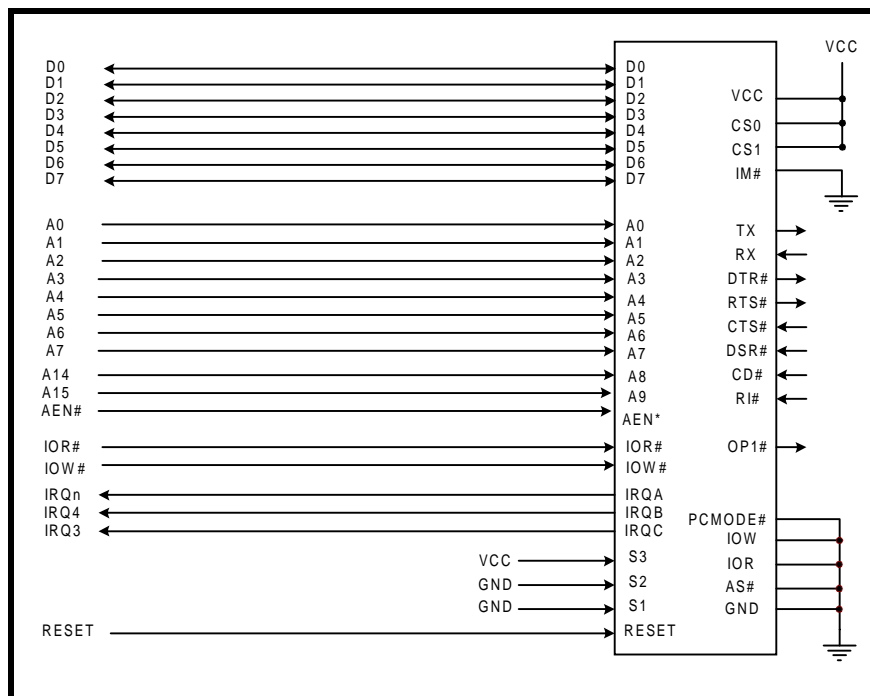 VCC
D0 D0
D1 D1
D2 D2 VCC
D3 D3
D4 D4 CS0
D5 D5 CS1
D6 D6
D7 D7 IM#
A0 A0 TX
A1 A1
A2 A2 RX
A3 A3 DTR#
A4 A4 RTS#
A5 A5 CTS#
A6 A6
A7 A7 DSR#
A14 A8 CD#
A15 A9 RI#
AEN# AEN*
IOR# IOR# OP1#
IOW# IOW#
IRQn IRQA
IRQ4 IRQB PCMODE#
IRQ3 IRQC IOW
VCC S3 IOR
GND S2 AS#
GND S1 GND
RESET RESET